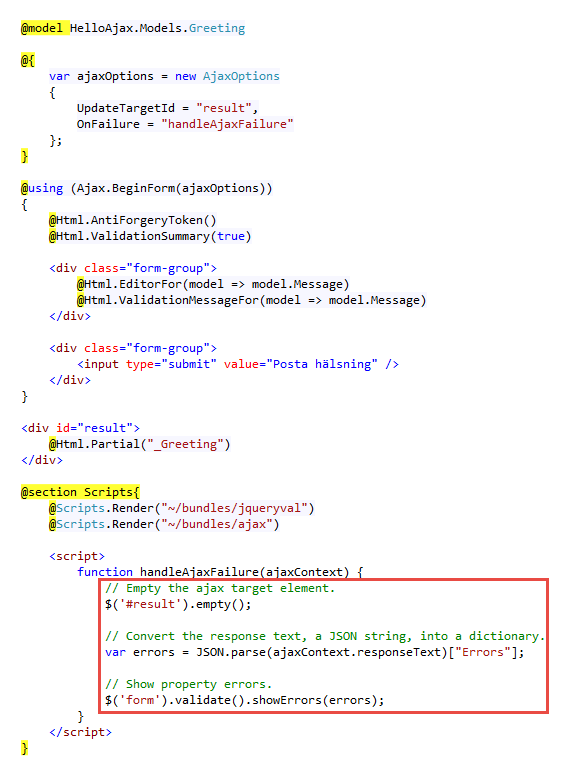 @model HelloAjax.Models.Greeting
@{
var ajaxOptions = new AjaxOptions
{
UpdateTargetId = "result",
OnFailure = "handleAjaxFailure"
};
}
@using (Ajax.BeginForm(ajaxOptions))
{
@Html.AntiForgeryToken()
@Html.ValidationSummary(true)
<div class="form-group">
@Html.EditorFor(model => model.Message)
@Html.ValidationMessageFor(model => model.Message)
</div>
<div class="form-group">
<input type="submit" value="Posta hälsning" />
</div>
}
<div id="result">
@Html.Partial("_Greeting")
</div>
@section Scripts{
@Scripts.Render("~/bundles/jqueryval")
@Scripts.Render("~/bundles/ajax")
<script>
function handleAjaxFailure(ajaxContext) {
// Empty the ajax target element.
$('#result').empty();
// Convert the response text, a JSON string, into a dictionary.
var errors = JSON.parse(ajaxContext.responseText)["Errors"];
// Show property errors.
$('form').validate().showErrors(errors);
}
</script>
}